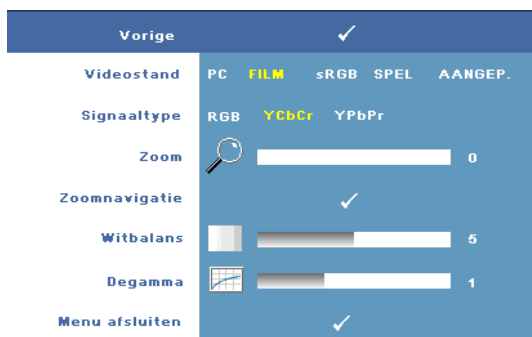 Vorige
Videostand PC FILM sRGB SPEL AANGEP.
Signaaltype RGB YCbCr YPbPr
Zoom 0
Zoomnavigatie
Witbalans 5
Degamma 1
Menu afsluiten